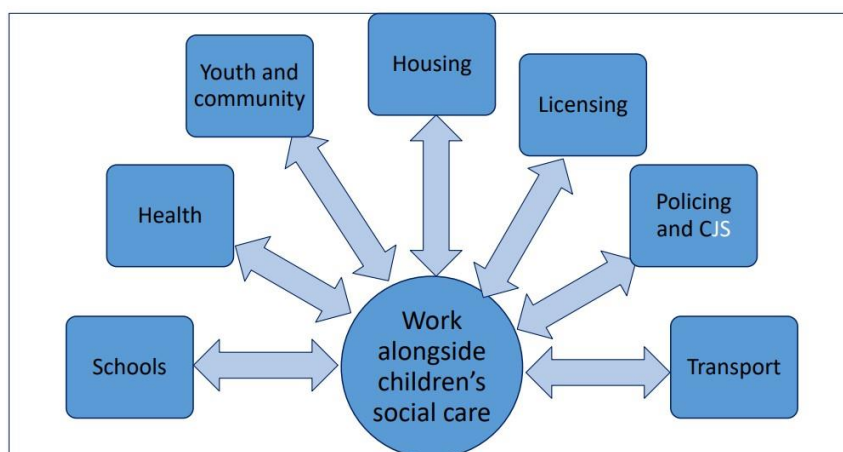 Housing
Youth and
community
Licensing
Health
Policing
and CJS
Schools
Work
alongside
children's
social care
Transport